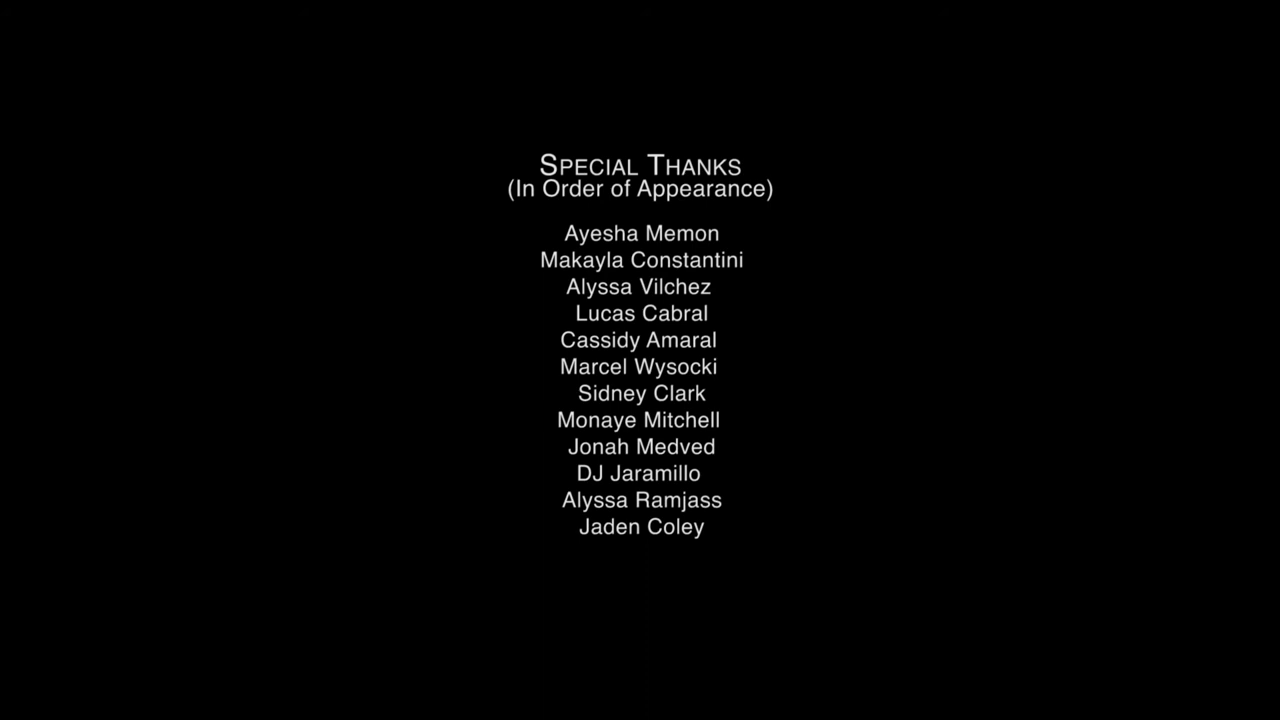 SPECIAL THANKS
(In Order of Appearance)
Ayesha Memon
Makayla Constantini
Alyssa Vilchez
Lucas Cabral
Cassidy Amaral
Marcel Wysocki
Sidney Clark
Monaye Mitchell
Jonah Medved
DJ Jaramillo
Alyssa Ramjass
Jaden Coley